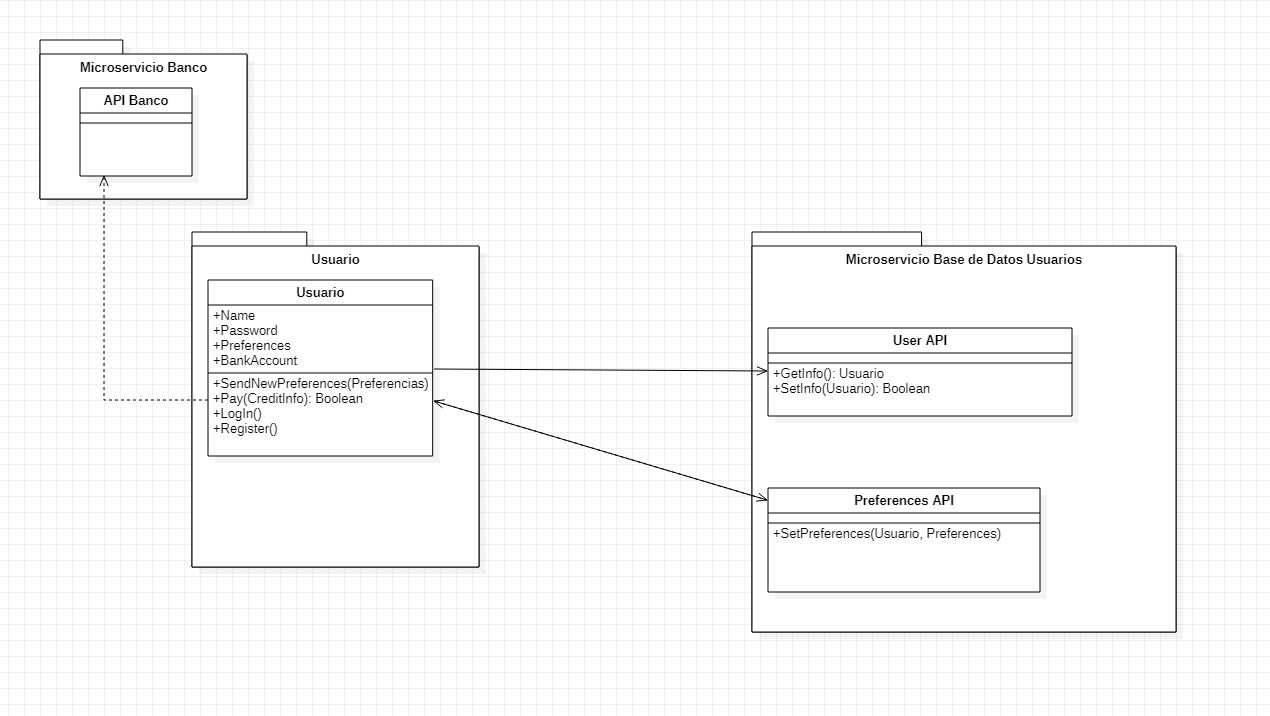 Microservicio Banco
API Banco
Usuario
Usuario
+Name
+Password
+Preferences
+BankAccount
+SendNewPreferences(Preferencias)
+Pay(CreditInfo): Boolean
+LogIn()
+Register()
Microservicio Base de Datos Usuarios
User API
+GetInfo(): Usuario
+SetInfo(Usuario): Boolean
Preferences API
+SetPreferences(Usuario, Preferences)